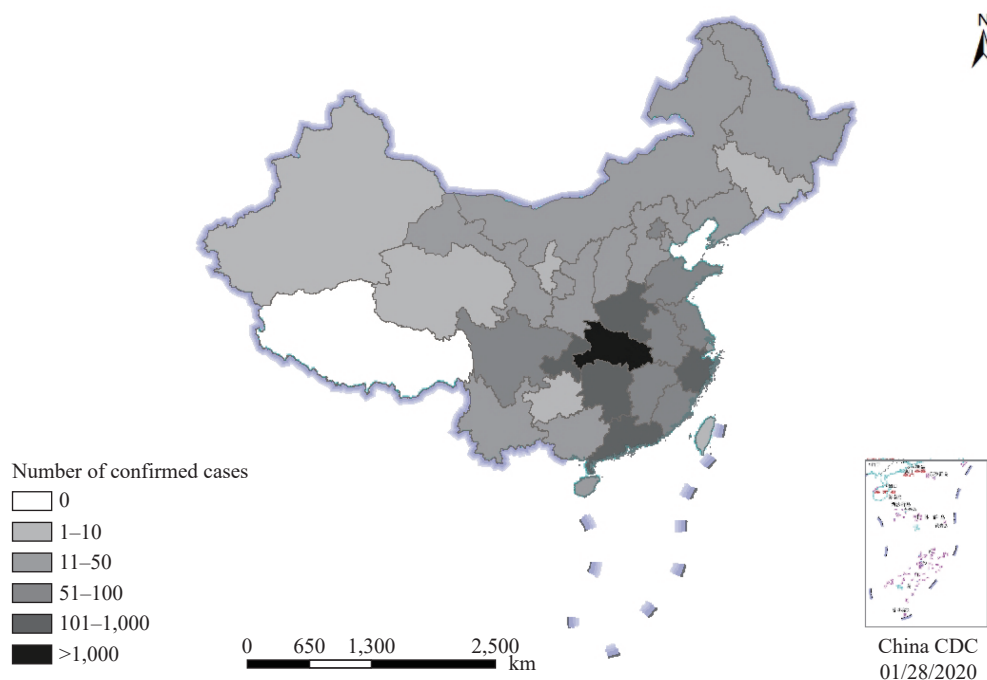 N
Number of confirmed cases
0
1–10
11–50
51–100
101–1,000
>1,000
0 650 1,300 2,500
km
China CDC
01/28/2020